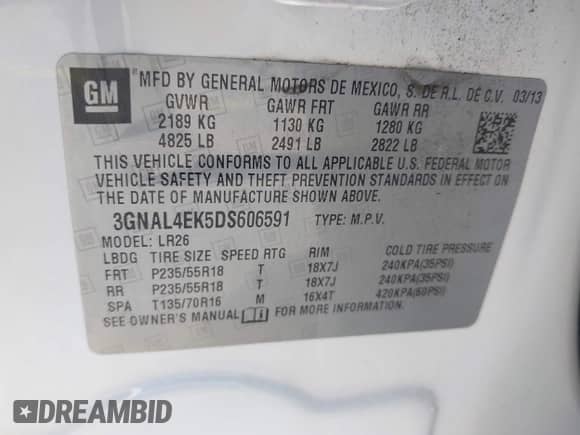 GM
MFD BY GENERAL MOTORS DE MEXICO, S. DE R.L. DE C.V. 03/13
GVWR GAWR FRT GAWR RR
2189 KG 1130 KG 1280 KG
4825 LB 2491 LB 2822 LB
THIS VEHICLE CONFORMS TO ALL APPLICABLE U.S. FEDERAL MOTOR
VEHICLE SAFETY AND THEFT PREVENTION STANDARDS IN EFFECT ON
THE DATE OF MANUFACTURE SHOWN ABOVE.
3GNAL4EK5DS606591 TYPE: M.P.V.
MODEL: LR26
LBDG TIRE SIZE SPEED RTG RIM COLD TIRE PRESSURE
FRT P235/55R18 T 18X7J 240KPA(35PSI)
RR P235/55R18 T 18X7J 240KPA(35PSI)
SPA T135/70R16 M 16X4T 420KPA(60PSI)
SEE OWNER'S MANUAL FOR MORE INFORMATION.
DREAMBID